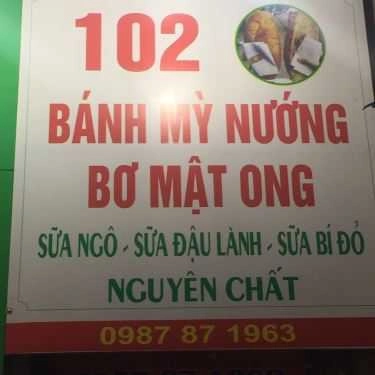 102
BÁNH MỲ NƯỚNG
BƠ MẬT ONG
SỮA NGÔ - SỮA ĐẬU LÀNH - SỮA BÍ ĐỎ
NGUYÊN CHẤT
0987 87 1963